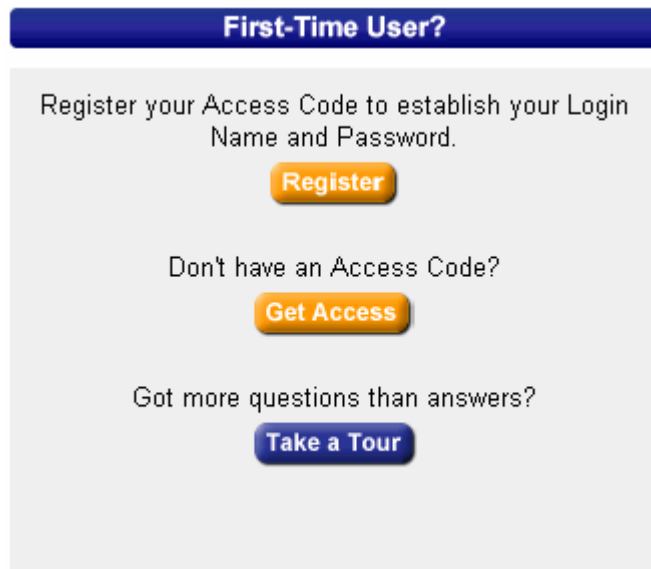 First-Time User?
Register your Access Code to establish your Login
Name and Password.
Register
Don't have an Access Code?
Get Access
Got more questions than answers?
Take a Tour